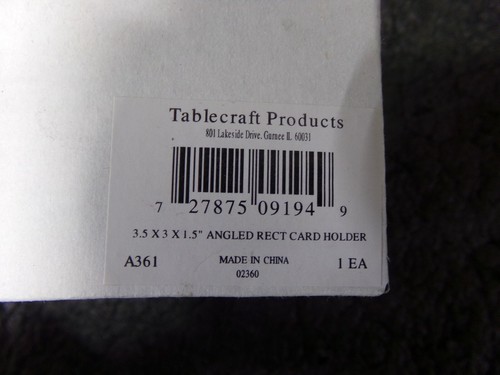 Tablecraft Products
801 Lakeside Drive. Gurnee IL 60031
7 27875 09194 9
3.5 X 3 X 1.5" ANGLED RECT CARD HOLDER
A361 MADE IN CHINA 1 EA
02360